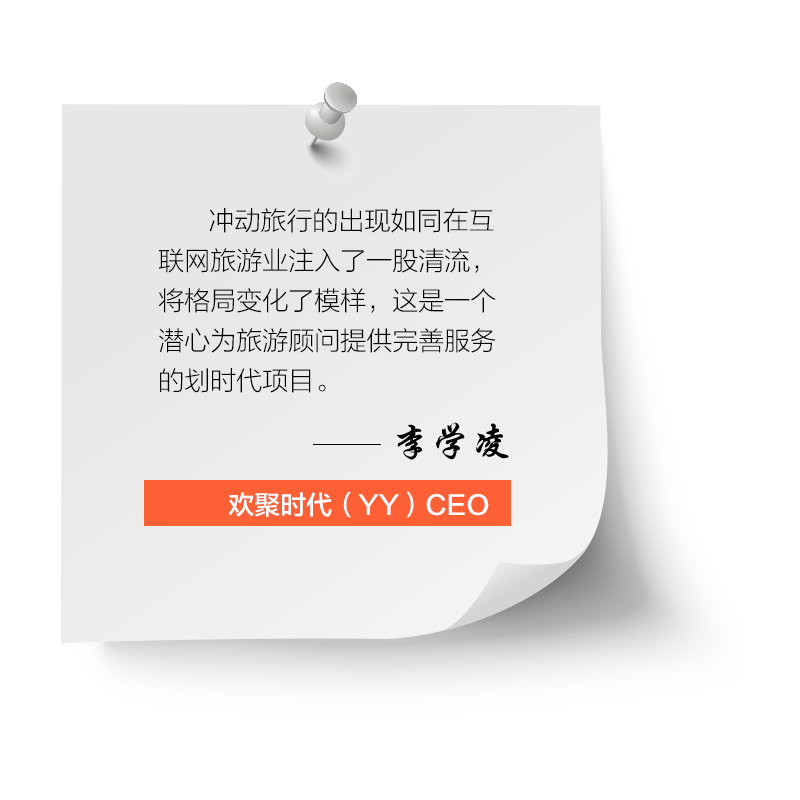 冲动旅行的出现如同在互
联网旅游业注入了一股清流，
将格局变化了模样，这是一个
潜心为旅游顾问提供完善服务
的划时代项目。
——李学凌
欢聚时代（YY）CEO